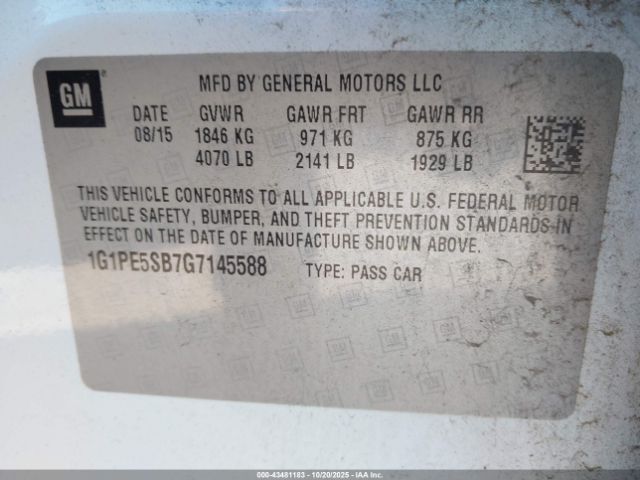 GM
MFD BY GENERAL MOTORS LLC
DATE GVWR GAWR FRT GAWR RR
08/15 1846 KG 971 KG 875 KG
4070 LB 2141 LB 1929 LB
THIS VEHICLE CONFORMS TO ALL APPLICABLE U.S. FEDERAL MOTOR
VEHICLE SAFETY, BUMPER, AND THEFT PREVENTION STANDARDS IN
EFFECT ON THE DATE OF MANUFACTURE SHOWN ABOVE.
1G1PE5SB7G7145588 TYPE: PASS CAR
000-43481183 - 10/20/2025 - IAAI.COM